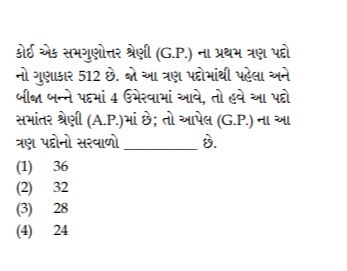 કોઈ એક સમગુણોત્તર શ્રેણી (G.P.) ના પ્રથમ ત્રણ પદો
નો ગુણાકાર 512 છે. જો આ ત્રણ પદોમાંથી પહેલા અને
બીજા બન્ને પદમાં 4 ઉમેરવામાં આવે, તો હવે આ પદો
સમાંતર શ્રેણી (A.P.)માં છે; તો આપેલ (G.P.) ના આ
ત્રણ પદોનો સરવાળો __________ છે.
(1) 36
(2) 32
(3) 28
(4) 24